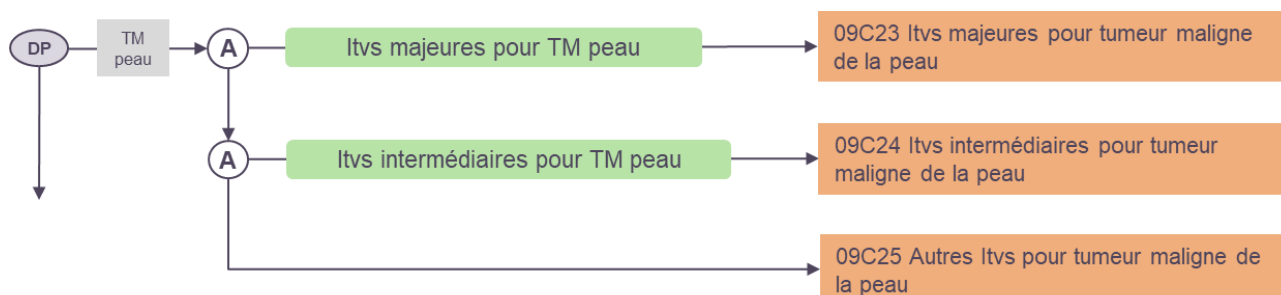 DP
TM
peau
A
Itvs majeures pour TM peau
09C23 Itvs majeures pour tumeur maligne
de la peau
A
Itvs intermédiaires pour TM peau
09C24 Itvs intermédiaires pour tumeur
maligne de la peau
09C25 Autres Itvs pour tumeur maligne de
la peau